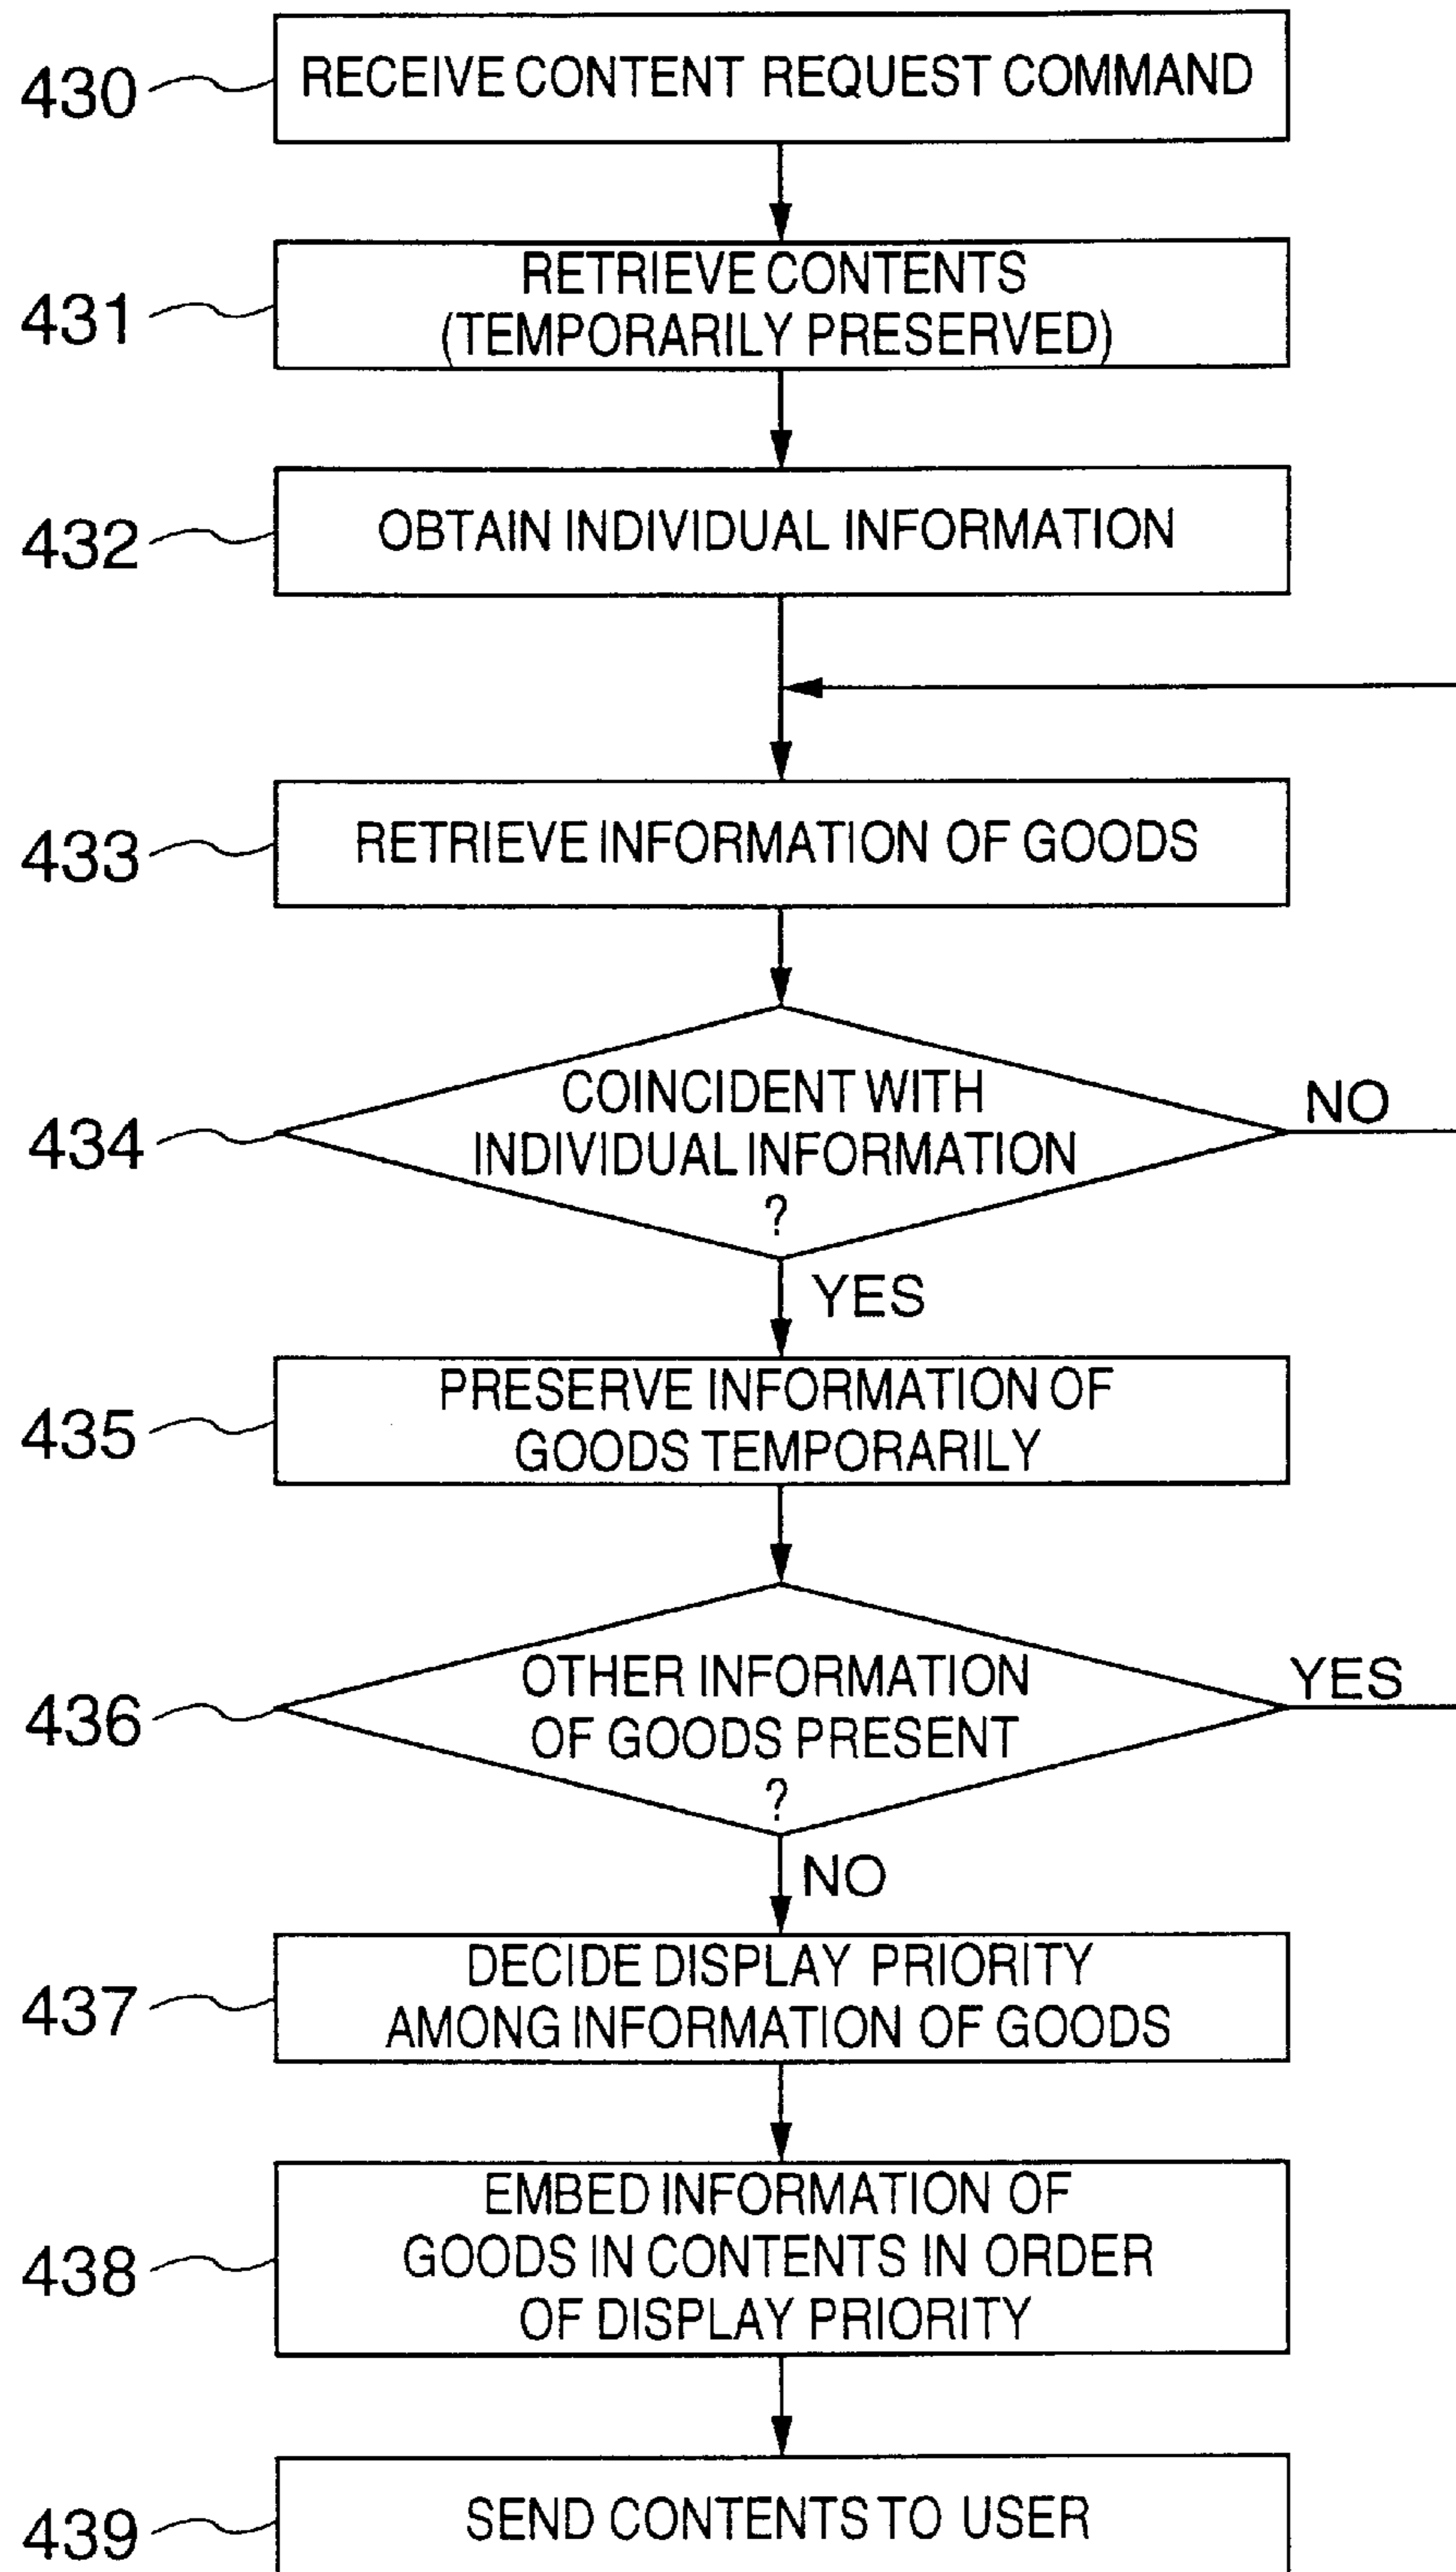 430
RECEIVE CONTENT REQUEST COMMAND
431
RETRIEVE CONTENTS
(TEMPORARILY PRESERVED)
432
OBTAIN INDIVIDUAL INFORMATION
433
RETRIEVE INFORMATION OF GOODS
434
COINCIDENT WITH
INDIVIDUAL INFORMATION
?
NO
YES
435
PRESERVE INFORMATION OF
GOODS TEMPORARILY
436
OTHER INFORMATION
OF GOODS PRESENT
?
YES
NO
437
DECIDE DISPLAY PRIORITY
AMONG INFORMATION OF GOODS
438
EMBED INFORMATION OF
GOODS IN CONTENTS IN ORDER
OF DISPLAY PRIORITY
439
SEND CONTENTS TO USER